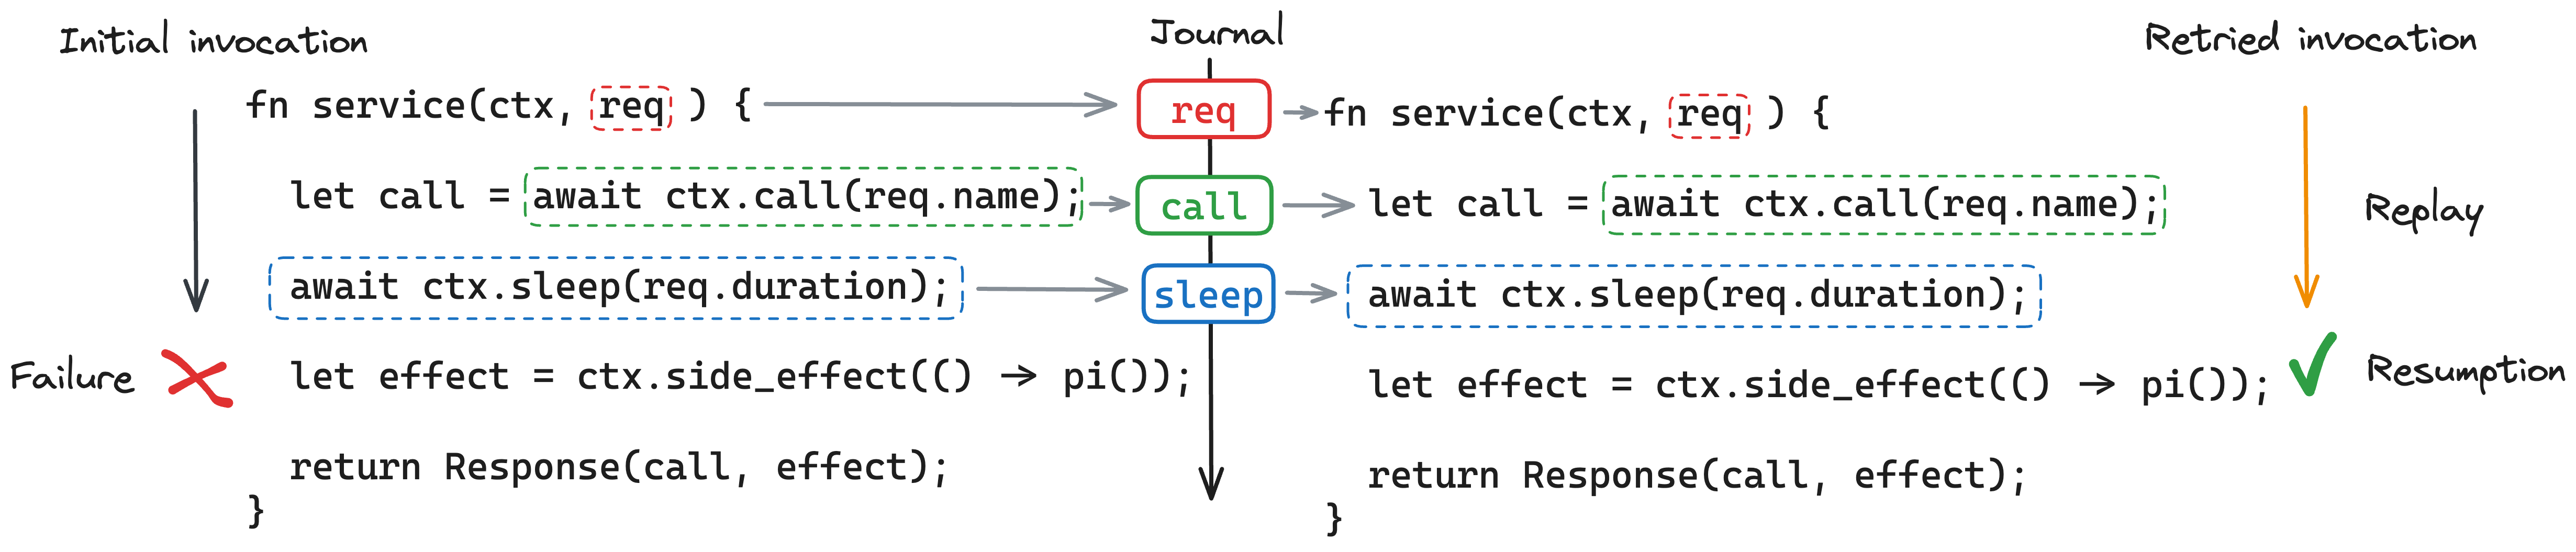 Initial invocation
fn service(ctx, req ) {
let call = await ctx.call(req.name);
await ctx.sleep(req.duration);
Failure
let effect = ctx.side_effect(() → pi());
return Response(call, effect);
}
Journal
req
call
sleep
Retried invocation
fn service(ctx, req ) {
let call = await ctx.call(req.name);
Replay
await ctx.sleep(req.duration);
let effect = ctx.side_effect(() → pi());
Resumption
return Response(call, effect);
}